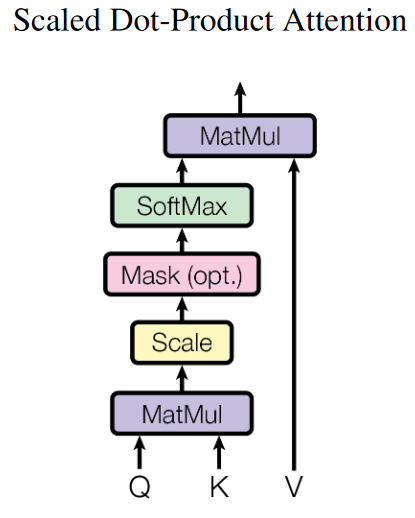 Scaled Dot-Product Attention
MatMul
SoftMax
Mask (opt.)
Scale
MatMul
Q K V